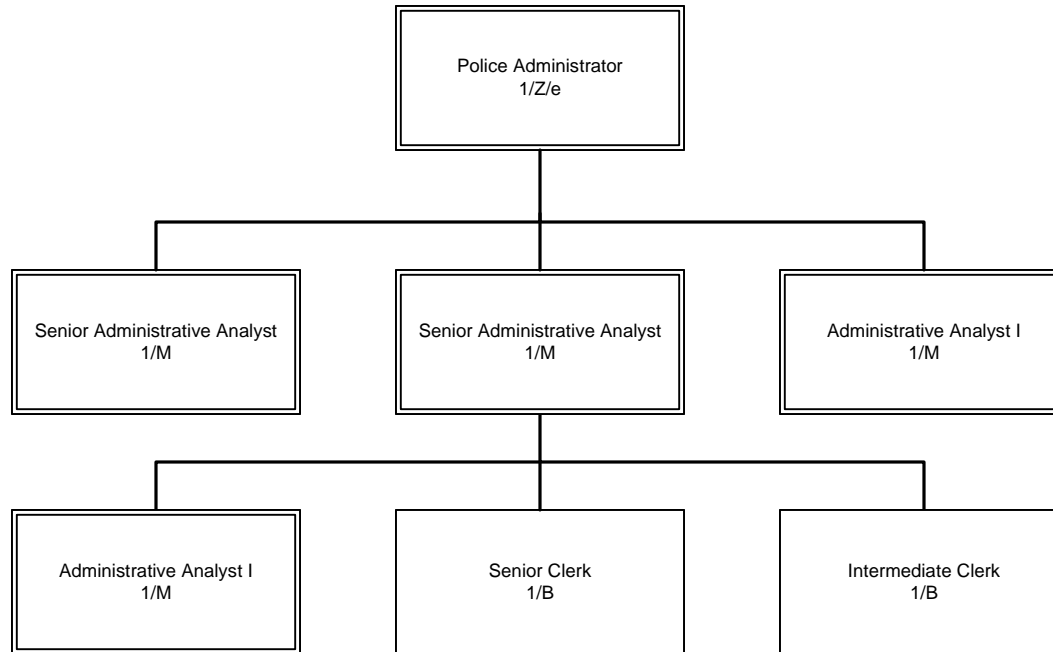 Police Administrator
1/Z/e
Senior Administrative Analyst
1/M
Senior Administrative Analyst
1/M
Administrative Analyst I
1/M
Administrative Analyst I
1/M
Senior Clerk
1/B
Intermediate Clerk
1/B